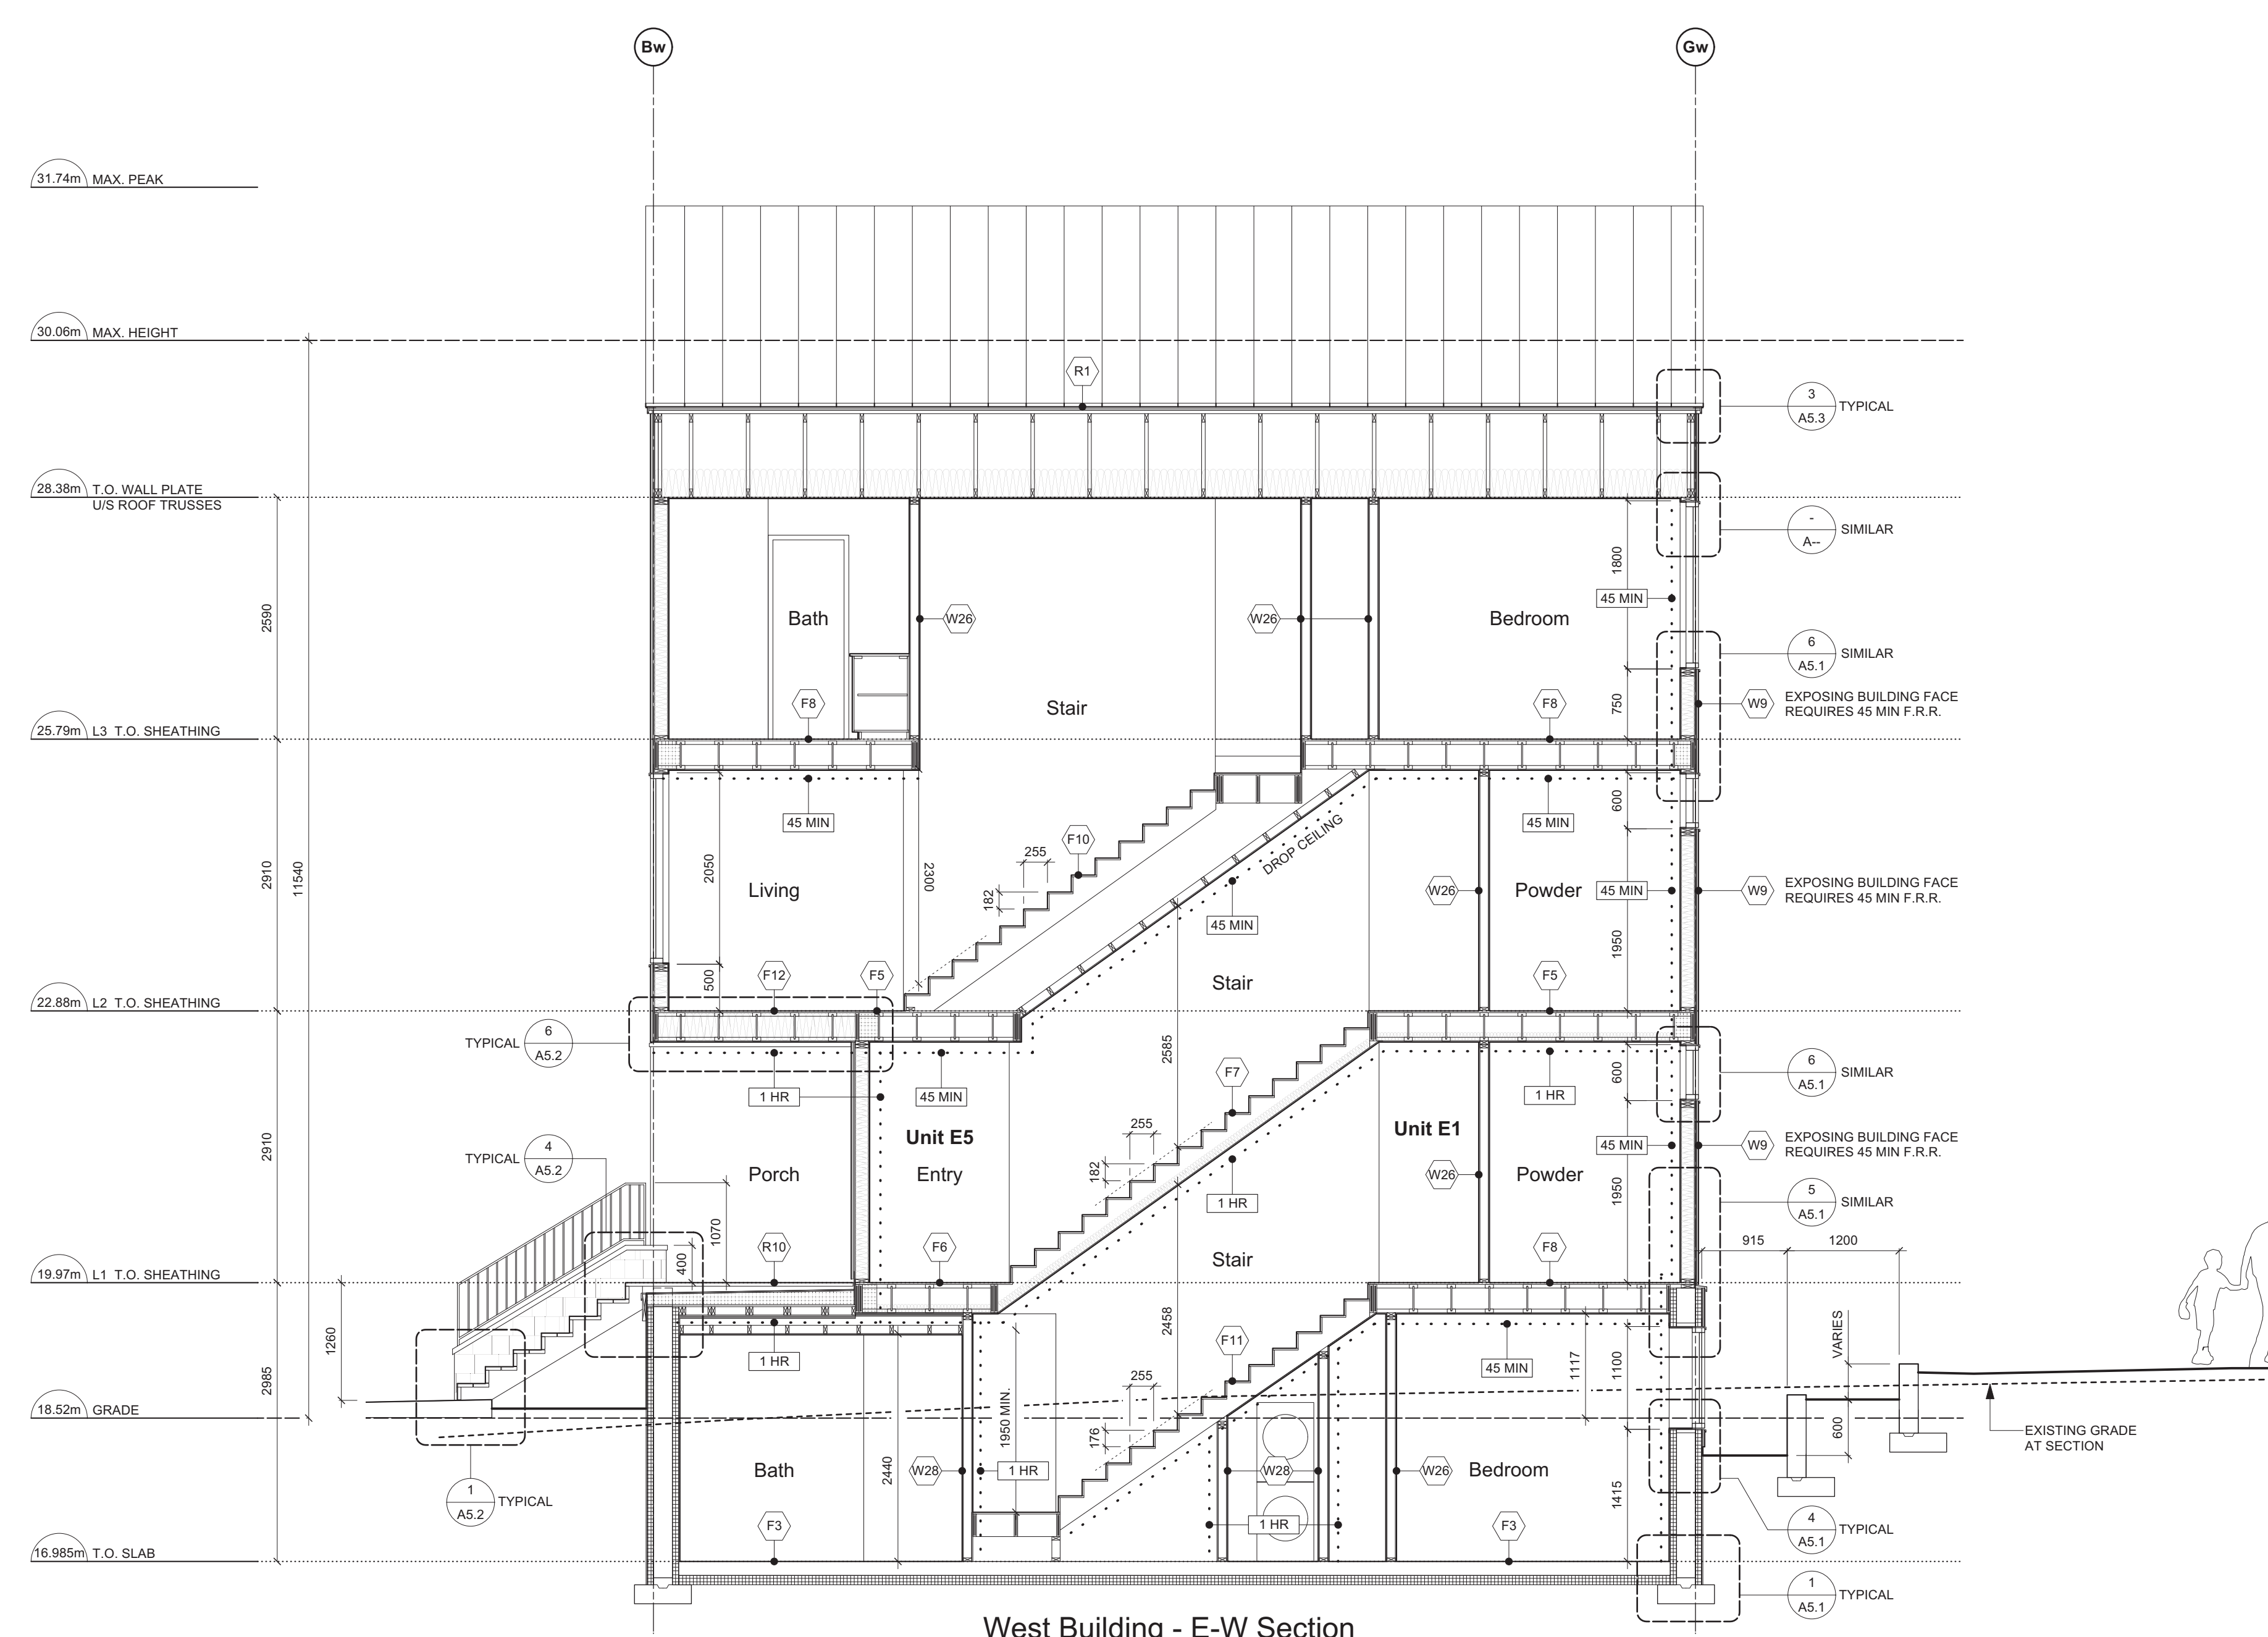 Bw
Gw
31.74m MAX. PEAK
30.06m MAX. HEIGHT
R1
3
A5.3
TYPICAL
28.38m T.O. WALL PLATE
U/S ROOF TRUSSES
-
A--
SIMILAR
1800
45 MIN
2590
Bath
W26
W26
Bedroom
6
A5.1
SIMILAR
F8
Stair
F8
750
W9
EXPOSING BUILDING FACE
REQUIRES 45 MIN F.R.R.
25.79m L3 T.O. SHEATHING
45 MIN
45 MIN
600
F10
DROP CEILING
255
2910
11540
2050
Living
2300
182
45 MIN
W26
Powder
45 MIN
W9
EXPOSING BUILDING FACE
REQUIRES 45 MIN F.R.R.
1950
500
F12
F5
Stair
F5
22.88m L2 T.O. SHEATHING
TYPICAL
6
A5.2
2585
6
A5.1
SIMILAR
1 HR
45 MIN
F7
600
1 HR
255
Unit E5
Unit E1
45 MIN
W9
EXPOSING BUILDING FACE
REQUIRES 45 MIN F.R.R.
2910
TYPICAL
4
A5.2
Porch
Entry
182
1 HR
W26
Powder
1950
5
A5.1
SIMILAR
1070
400
R10
F6
Stair
F8
915
1200
19.97m L1 T.O. SHEATHING
1260
2985
1 HR
2458
F11
45 MIN
1117
1100
VARIES
255
18.52m GRADE
1950 MIN.
176
600
EXISTING GRADE
AT SECTION
Bath
2440
W28
1 HR
W28
W26
Bedroom
1415
1
A5.2
TYPICAL
F3
1 HR
F3
4
A5.1
TYPICAL
16.985m T.O. SLAB
1
A5.1
TYPICAL
West Building - E-W Section